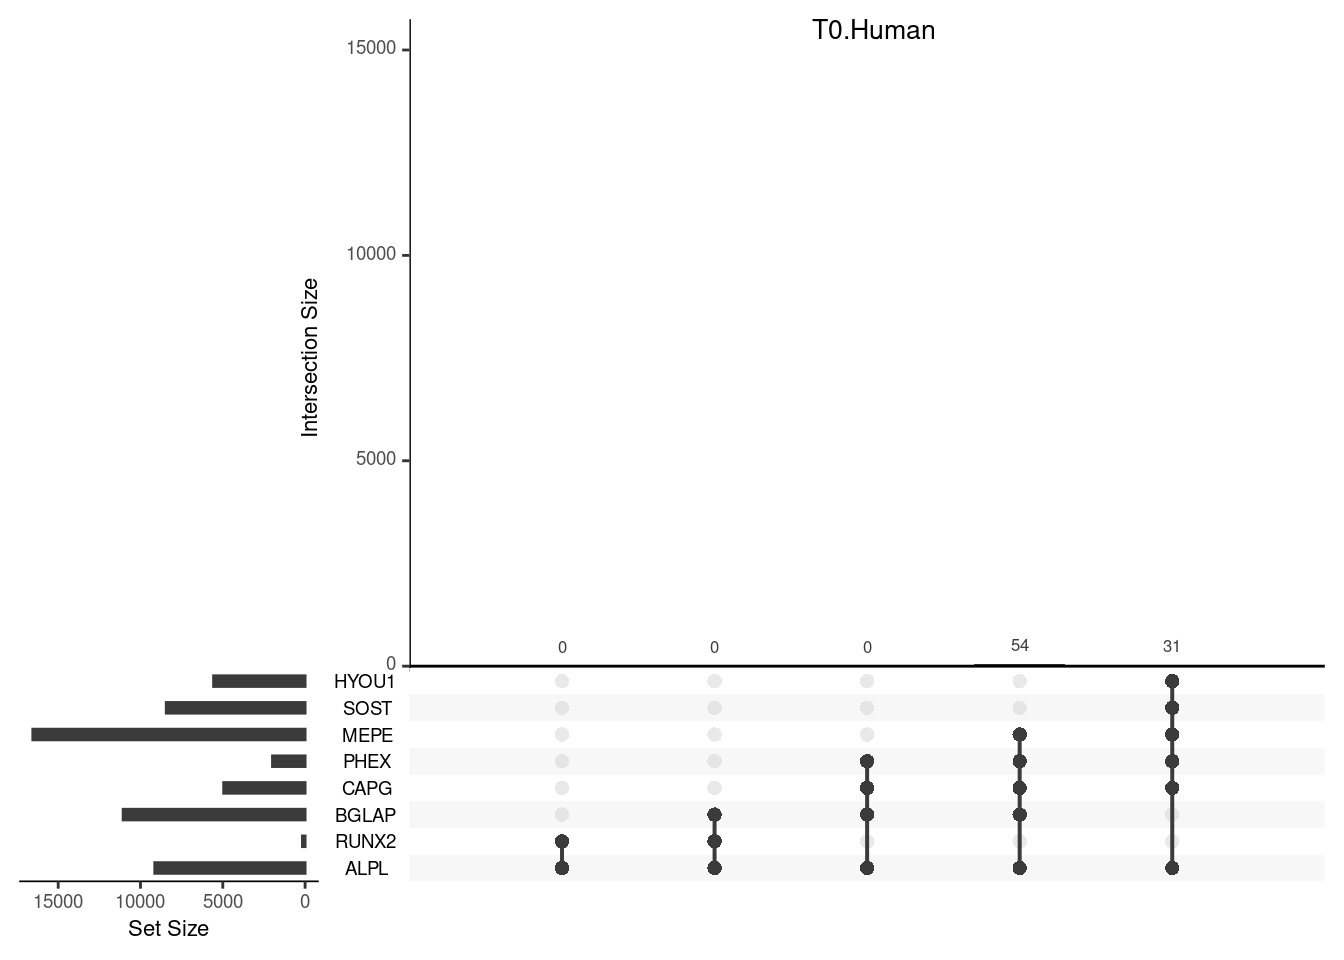 T0.Human
15000
10000
5000
0
Intersection Size
0 0 0 54 31
HYOU1
SOST
MEPE
PHEX
CAPG
BGLAP
RUNX2
ALPL
15000 10000 5000 0
Set Size